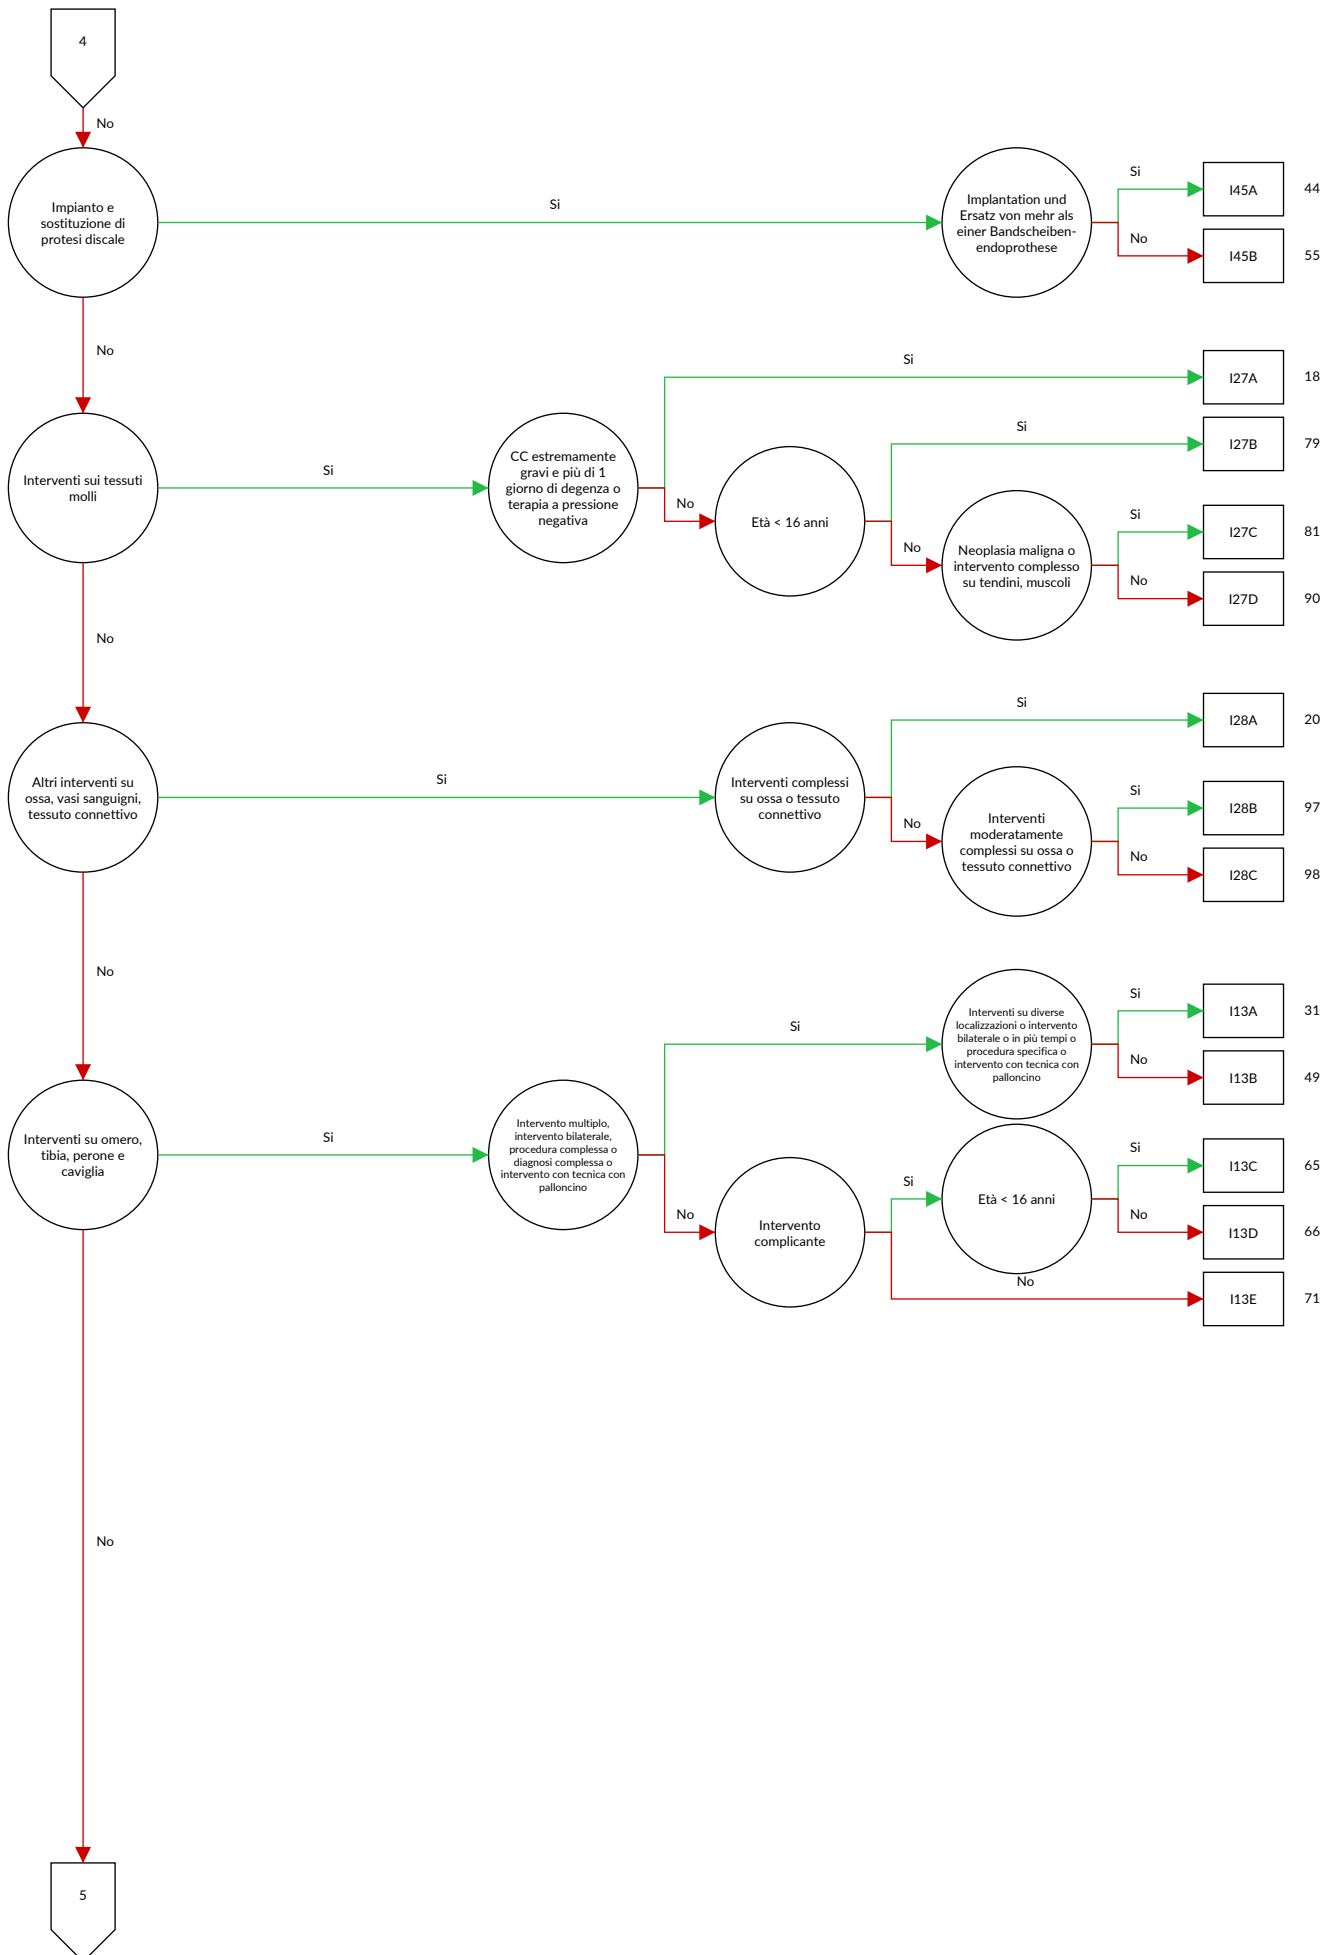 4
No
Impianto e
sostituzione di
protesi discale
Si
Implantation und
Ersatz von mehr als
einer Bandscheiben-
endoprothese
Si
I45A
44
No
I45B
55
No
Interventi sui tessuti
molli
Si
CC estremamente
gravi e più di 1
giorno di degenza o
terapia a pressione
negativa
Si
I27A
18
No
Età < 16 anni
Si
I27B
79
No
Neoplasia maligna o
intervento complesso
su tendini, muscoli
Si
I27C
81
No
I27D
90
No
Altri interventi su
ossa, vasi sanguigni,
tessuto connettivo
Si
Interventi complessi
su ossa o tessuto
connettivo
Si
I28A
20
No
Interventi
moderatamente
complessi su ossa o
tessuto connettivo
Si
I28B
97
No
I28C
98
No
Interventi su omero,
tibia, perone e
caviglia
Si
Intervento multiplo,
intervento bilaterale,
procedura complessa o
diagnosi complessa o
intervento con tecnica con
palloncino
Si
Interventi su diverse
localizzazioni o intervento
bilaterale o in più tempi o
procedura specifica o
intervento con tecnica con
palloncino
Si
I13A
31
No
I13B
49
No
Intervento
complicante
Si
Età < 16 anni
Si
I13C
65
No
I13D
66
No
I13E
71
No
5